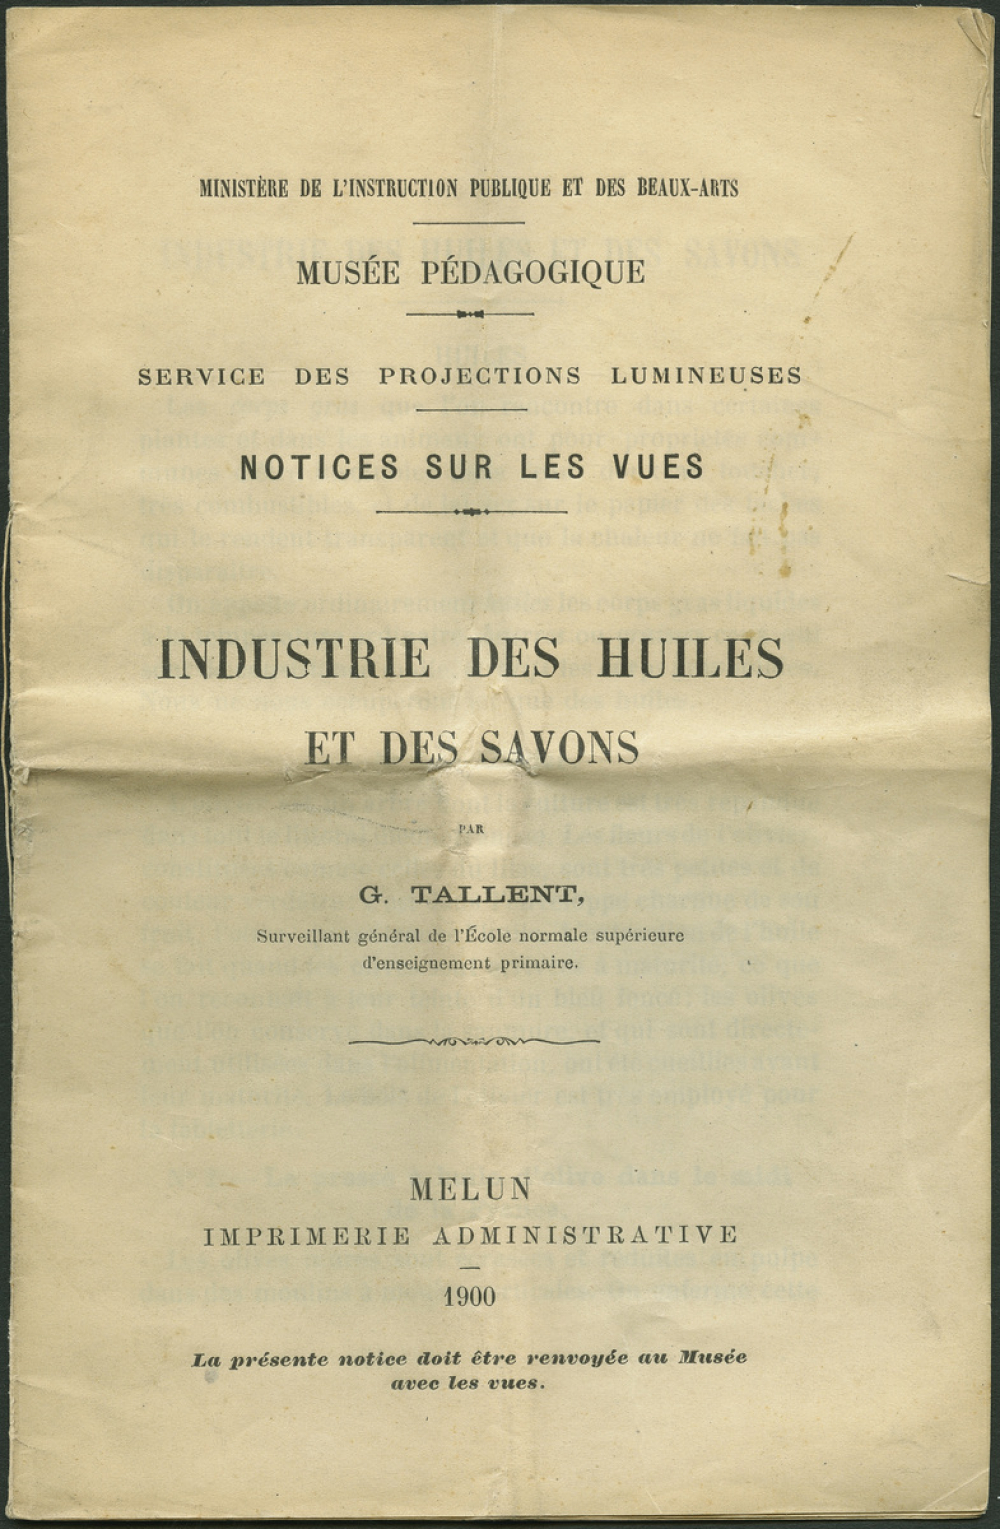 MINISTÈRE DE L'INSTRUCTION PUBLIQUE ET DES BEAUX-ARTS
MUSÉE PÉDAGOGIQUE
SERVICE DES PROJECTIONS LUMINEUSES
NOTICES SUR LES VUES
INDUSTRIE DES HUILES
ET DES SAVONS
PAR
G. TALLENT,
Surveillant général de l'École normale supérieure
d'enseignement primaire.
MELUN
IMPRIMERIE ADMINISTRATIVE
1900
La présente notice doit être renvoyée au Musée
avec les vues.